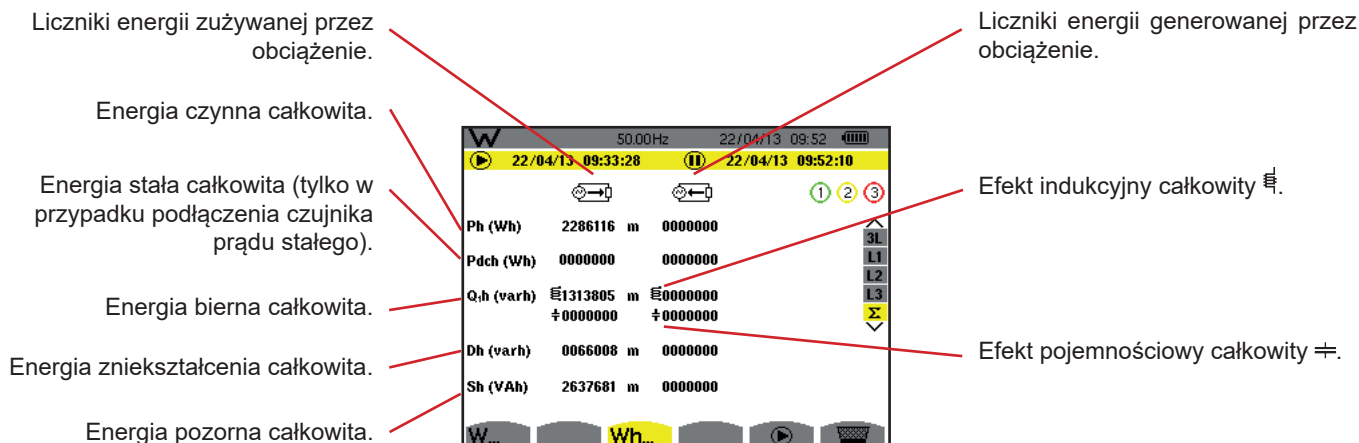 Liczniki energii zużywanej przez
obciążenie.
Energia czynna całkowita.
Energia stała całkowita (tylko w
przypadku podłączenia czujnika
prądu stałego).
Energia bierna całkowita.
Energia zniekształcenia całkowita.
Energia pozorna całkowita.
W 50.00Hz 22/04/13 09:52
22/04/13 09:33:28 22/04/13 09:52:10
1 2 3
Ph (Wh) 2286116 m 0000000
Pdch (Wh) 0000000 0000000
Q₁h (varh) 1313805 m 0000000
0000000 0000000
Dh (varh) 0066008 m 0000000
Sh (VAh) 2637681 m 0000000
3L
L1
L2
L3
Σ
W... Wh...
Liczniki energii generowanej przez
obciążenie.
Efekt indukcyjny całkowity .
Efekt pojemnościowy całkowity .